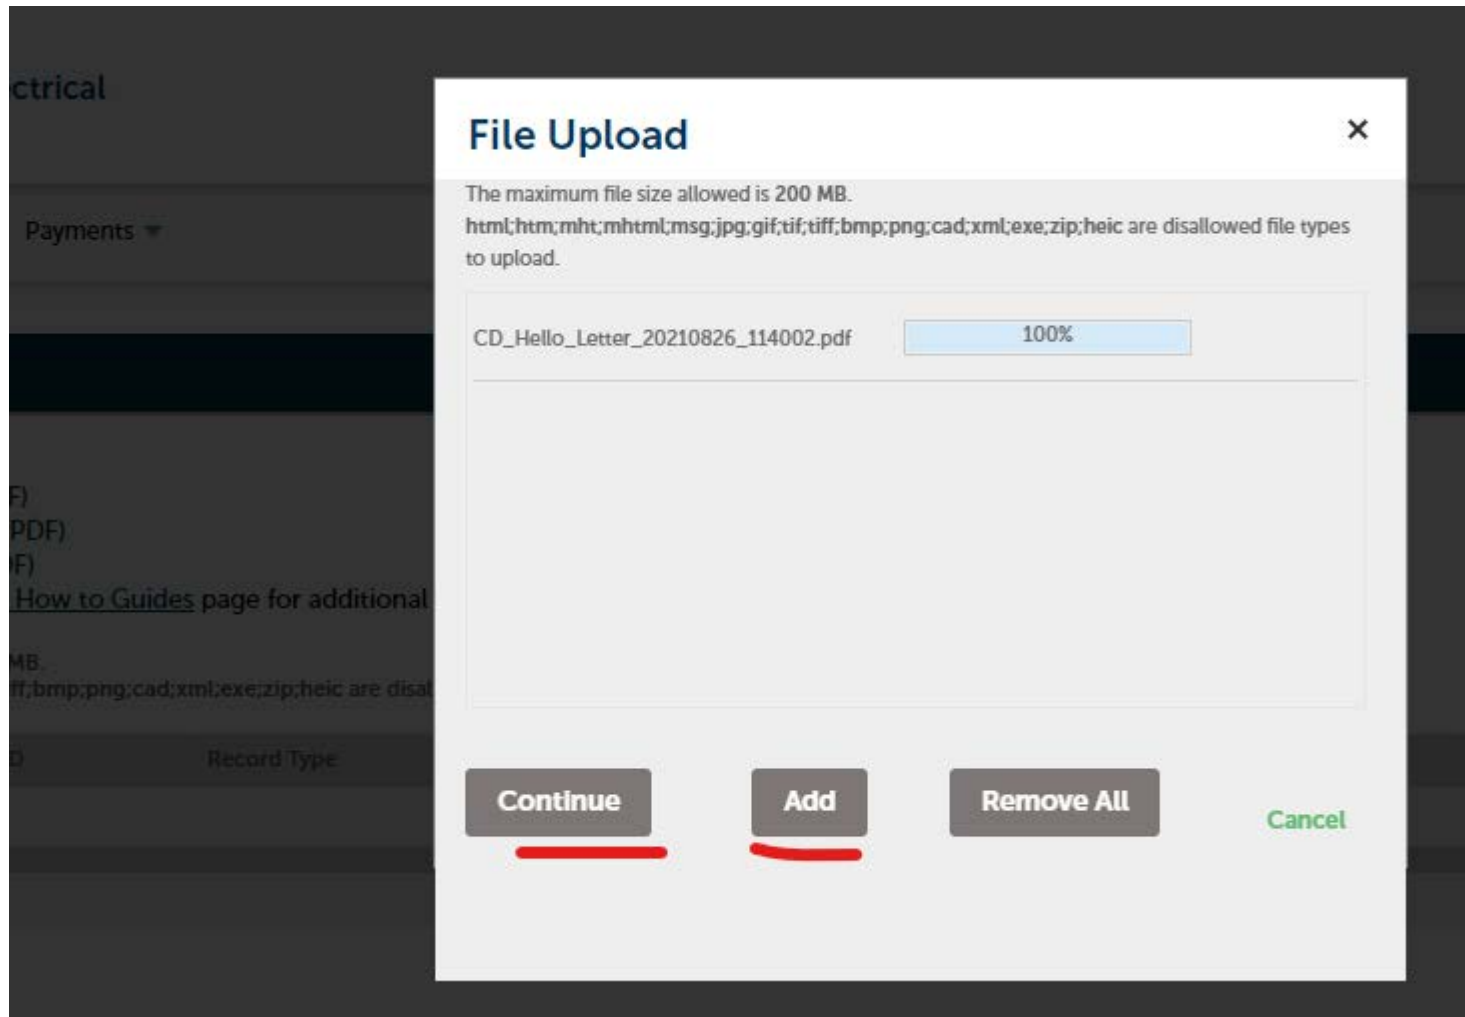 ctrical
File Upload
×
The maximum file size allowed is 200 MB.
html;htm;mht;mhtml;msg;jpg;gif;tif;tiff;bmp;png;cad;xml;exe;zip;heic are disallowed file types
to upload.
Payments
CD_Hello_Letter_20210826_114002.pdf 100%
F)
PDF)
F)
How to Guides page for additional
MB.
ff;bmp;png;cad;xml;exe;zip;heic are disal
D Record Type
Continue Add Remove All Cancel